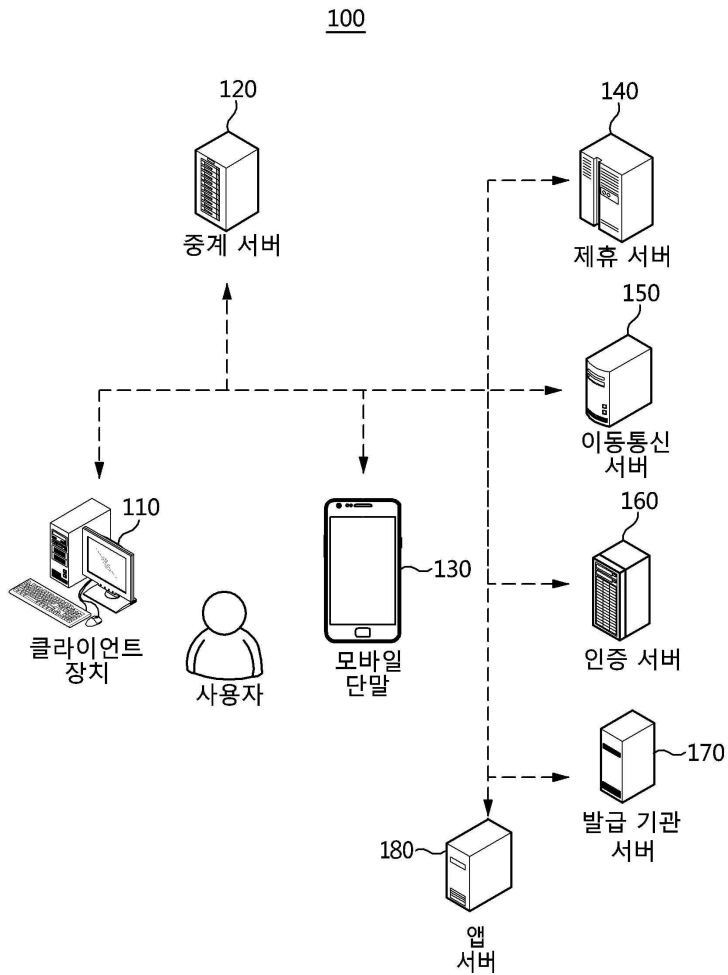 100
120
중계 서버
140
제휴 서버
150
이동통신
서버
110
클라이언트
장치
사용자
130
모바일
단말
160
인증 서버
170
발급 기관
서버
180
앱
서버